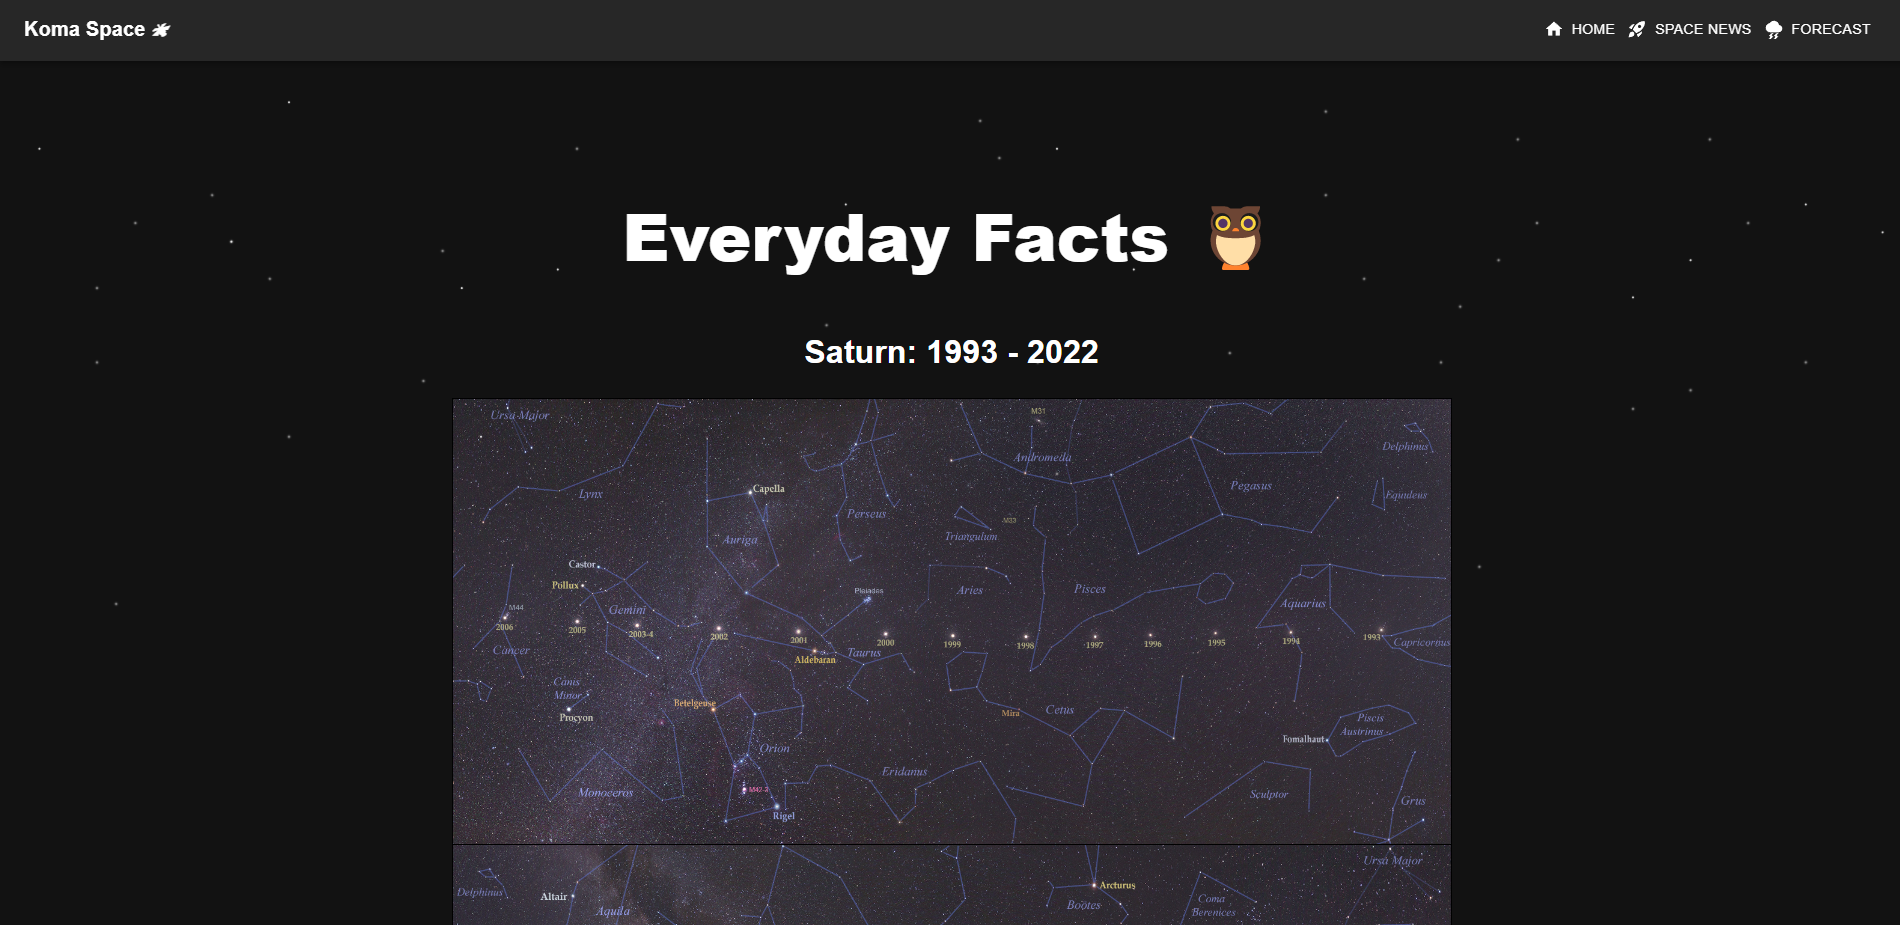 Koma Space
HOME
SPACE NEWS
FORECAST
Everyday Facts
Saturn: 1993 - 2022
Ursa Major
M31
Andromeda
Delphinus
Lynx
Capella
Pegasus
Equuleus
Perseus
M33
Auriga
Triangulum
Castor
Pollux
Pleiades
Aries
Pisces
M44
Gemini
Aquarius
2006
2005
2003-4
2002
2001
2000
1999
1998
1997
1996
1995
1994
1993
Capricornus
Cancer
Aldebaran
Taurus
Canis
Minor
Procyon
Betelgeuse
Mira
Cetus
Piscis
Austrinus
Fomalhaut
Orion
Eridanus
Monoceros
M42-3
Rigel
Sculptor
Grus
Ursa Major
Delphinus
Altair
Aquila
Arcturus
Boötes
Coma
Berenices